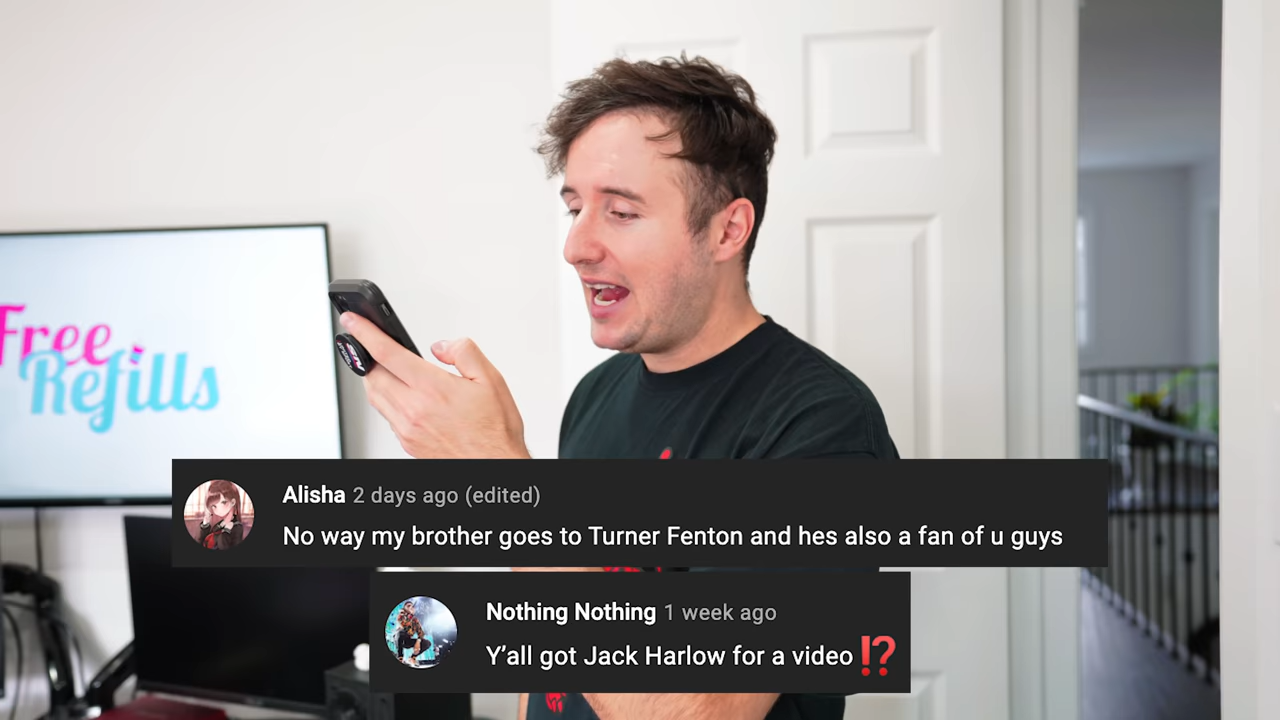 Free
Refills
Alisha 2 days ago (edited)
No way my brother goes to Turner Fenton and hes also a fan of u guys
Nothing Nothing 1 week ago
Y’all got Jack Harlow for a video⁉️